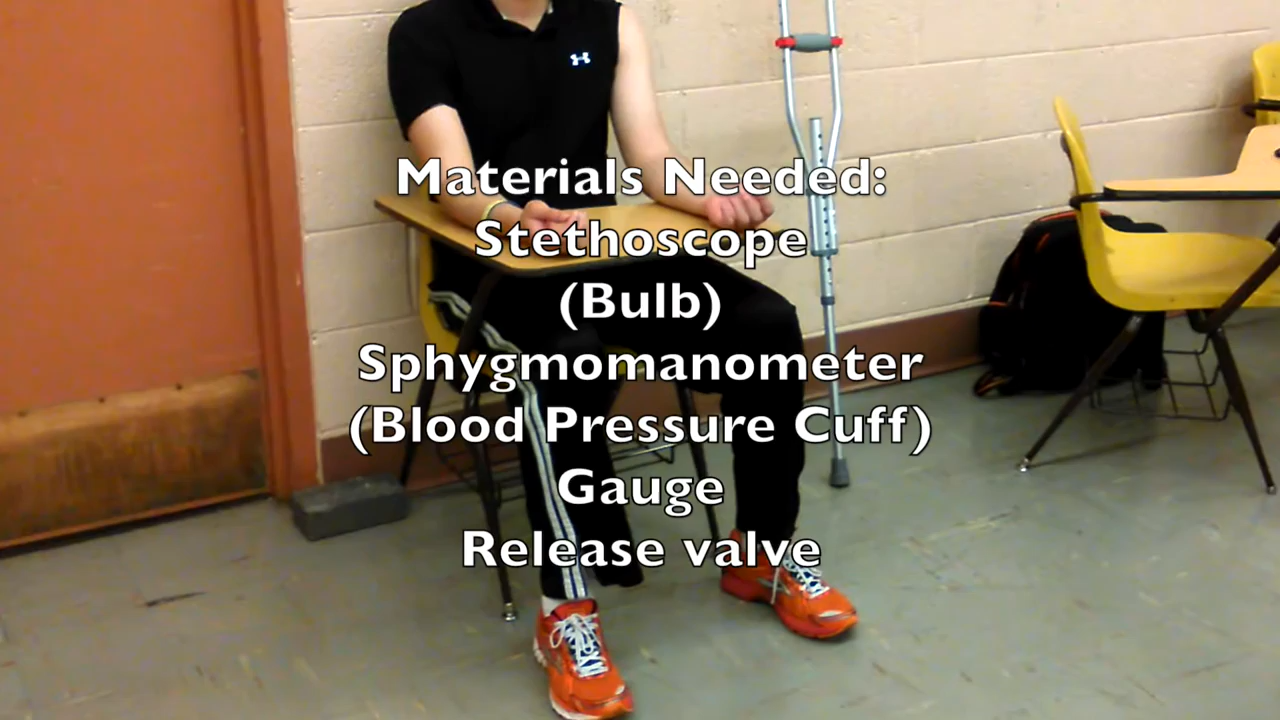 Materials Needed:
Stethoscope
(Bulb)
Sphygmomanometer
(Blood Pressure Cuff)
Gauge
Release valve